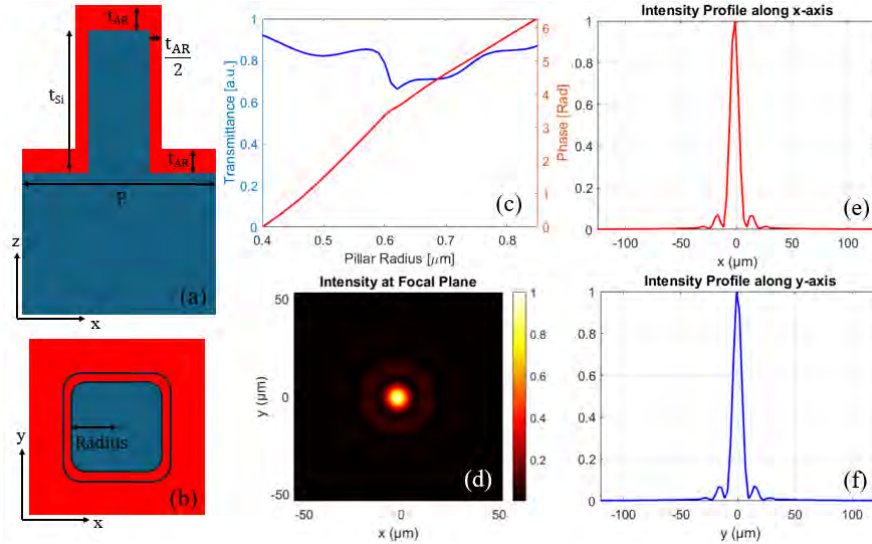 t_AR
t_AR/2
t_Si
t_AR
P
z
x
(a)
Radius
y
x
(b)
Transmittance [a.u.]
1
0.8
0.6
0.4
0.2
0
0.4 0.5 0.6 0.7 0.8
Pillar Radius [μm]
6
5
4
3
2
1
0
Phase [Rad]
(c)
Intensity at Focal Plane
y (μm)
50
0
-50
-50 0 50
x (μm)
1
0.8
0.6
0.4
0.2
(d)
Intensity Profile along x-axis
1
0.8
0.6
0.4
0.2
0
-100 -50 0 50 100
x (μm)
(e)
Intensity Profile along y-axis
1
0.8
0.6
0.4
0.2
0
-100 -50 0 50 100
y (μm)
(f)